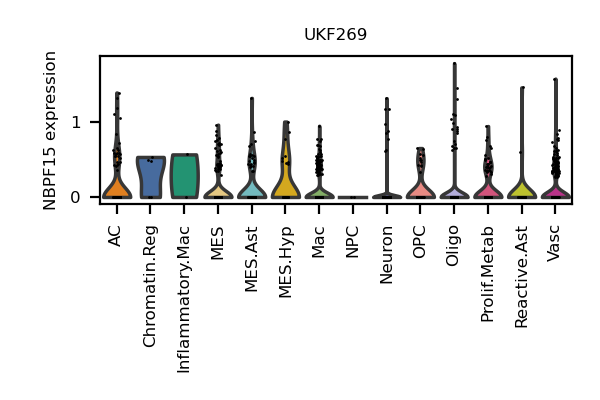 UKF269
NBPF15 expression
1
0
AC
Chromatin.Reg
Inflammatory.Mac
MES
MES.Ast
MES.Hyp
Mac
NPC
Neuron
OPC
Oligo
Prolif.Metab
Reactive.Ast
Vasc